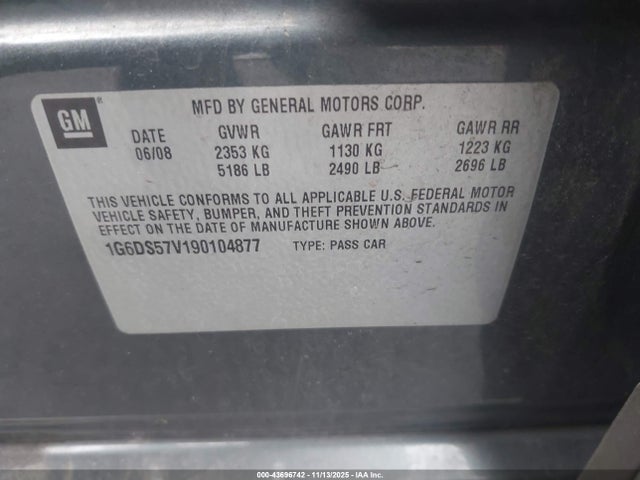 GM®
MFD BY GENERAL MOTORS CORP.
DATE GVWR GAWR FRT GAWR RR
06/08 2353 KG 1130 KG 1223 KG
5186 LB 2490 LB 2696 LB
THIS VEHICLE CONFORMS TO ALL APPLICABLE U.S. FEDERAL MOTOR
VEHICLE SAFETY, BUMPER, AND THEFT PREVENTION STANDARDS IN
EFFECT ON THE DATE OF MANUFACTURE SHOWN ABOVE.
1G6DS57V190104877 TYPE: PASS CAR
000-43696742 | 11/13/2025 - IAA Corp.